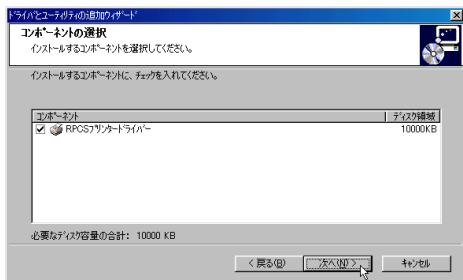 ﾄﾞﾗｲﾊﾞとユーティリティの追加ウィザｰﾄﾞ
ｺﾝﾎﾟｰﾈﾝﾄの選択
ｲﾝｽﾄｰﾙするｺﾝﾎﾟｰﾈﾝﾄを選択してください。
ｲﾝｽﾄｰﾙするｺﾝﾎﾟｰﾈﾝﾄに、ﾁｪｯｸを入れてください。
ｺﾝﾎﾟｰﾈﾝﾄ ディスク領域
RPCSﾌﾟﾘﾝﾀｰﾄﾞﾗｲﾊﾞｰ 10000KB
必要なﾃﾞｨｽｸ容量の合計: 10000 KB
< 戻る(B) 次へ(N) > ｷｬﾝｾﾙ